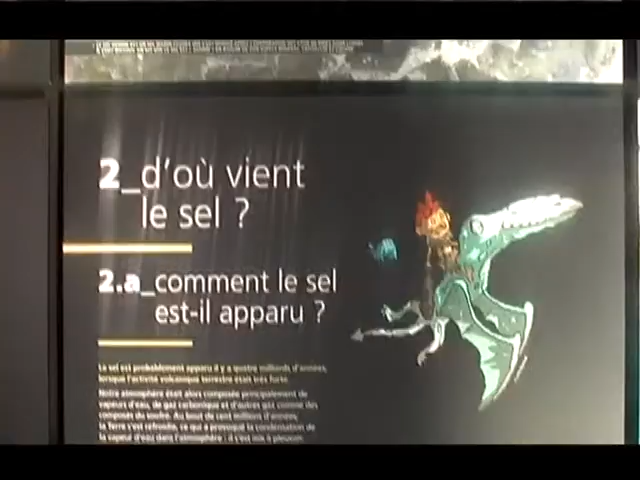 2_d'où vient
le sel ?
2.a_comment le sel
est-il apparu ?
Le sel est probablement apparu il y a quatre milliards d'années,
lorsque l'activité volcanique terrestre était très forte.
Notre atmosphère était alors composée principalement de
vapeurs d'eau, de gaz carbonique et d'autres gaz comme des
composés du soufre. Au bout de cent millions d'années,
la Terre s'est refroidie, ce qui a provoqué la condensation de
la vapeur d'eau dans l'atmosphère : il s'est mis à pleuvoir